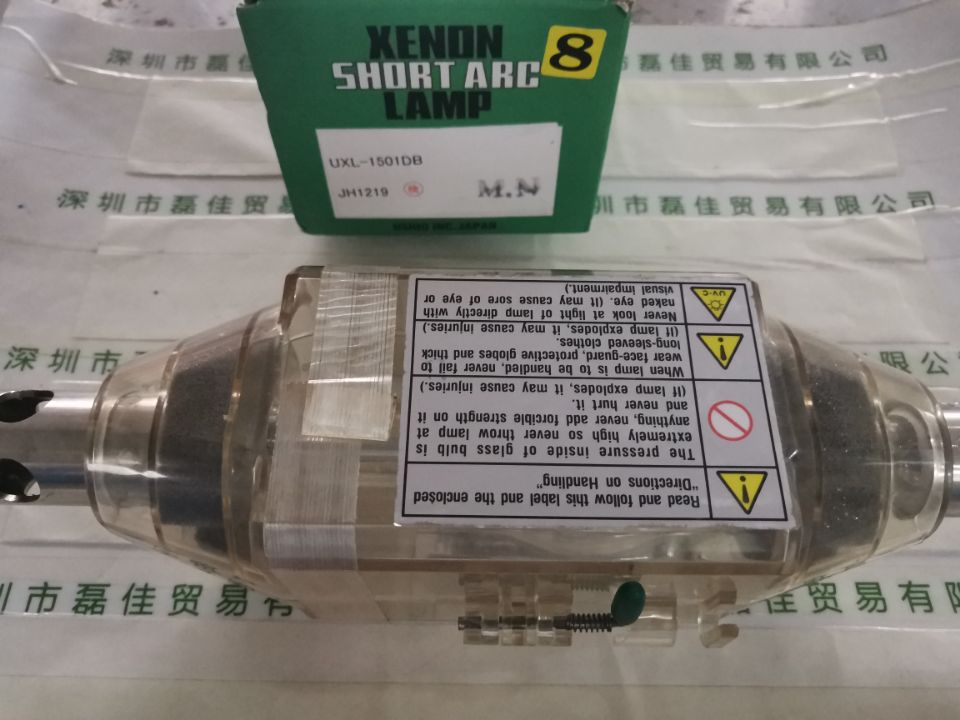 深圳市磊佳贸易有限公司
XENON
8
SHORT ARC
LAMP
UXL-1501DB
JH1219 検 M.N
USHIO INC. JAPAN
深圳市磊佳贸易有限公司
深圳市磊佳
圳市磊佳贸易
贸易有限
Read and follow this label and the enclosed
"Directions on Handling"
The pressure of inside of glass bulb is
extremely high so never throw lamp at
anything, never add forcible strength on it
and never hurt it.
(If lamp explodes, it may cause injuries.)
When lamp is to be handled, never fail to
wear face-guard, protective globes and thick
long-sleeved clothes.
(If lamp explodes, it may cause injuries.)
UV-C
Never look at light of lamp directly with
naked eye. (It may cause sore of eye or
visual impairment.)